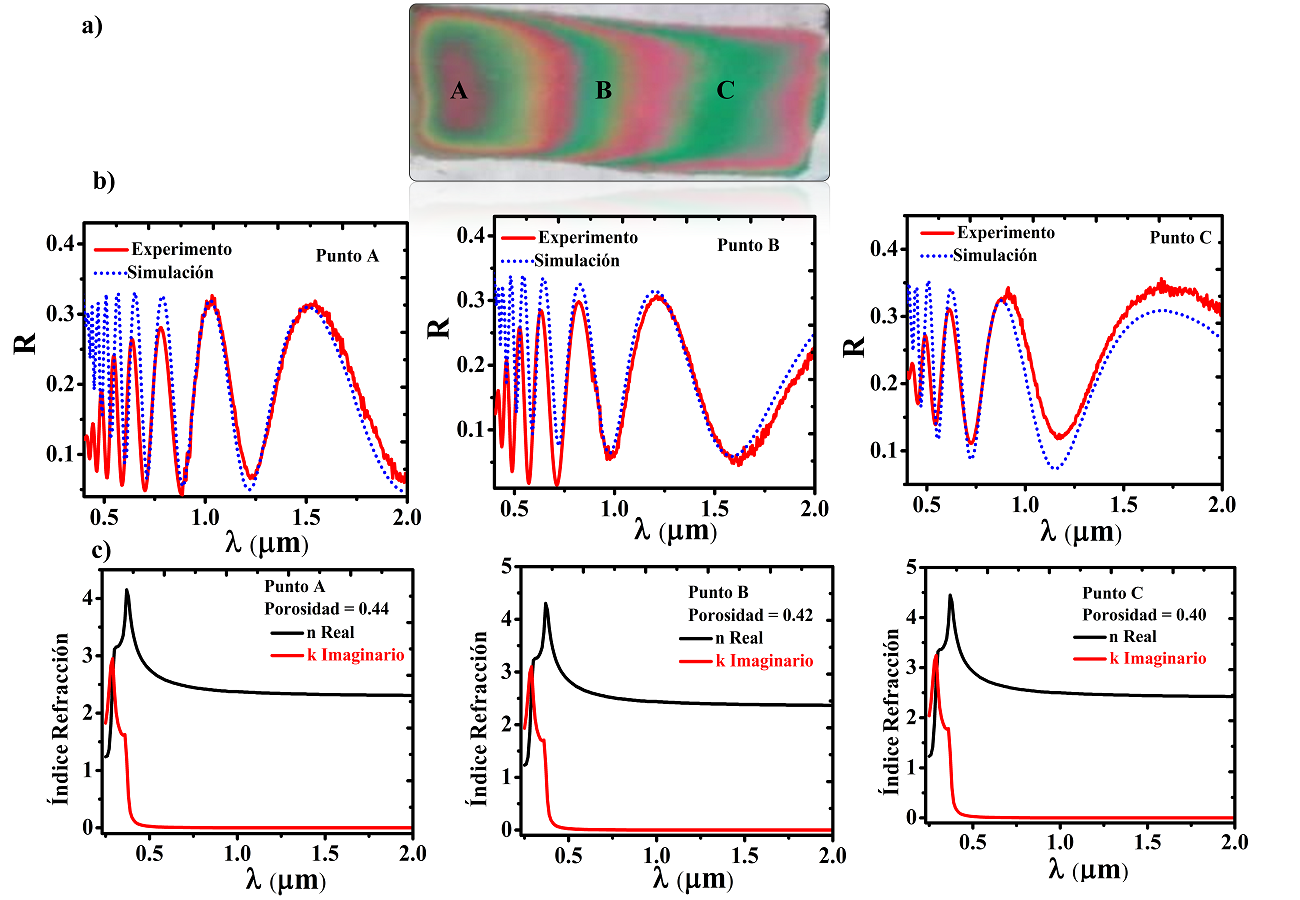 a)
A B C
b)
0.4
0.3
0.2
0.1
R
Experimento
Simulación
Punto A
0.5 1.0 1.5 2.0
λ (μm)
0.4
0.3
0.2
0.1
R
Experimento
Simulación
Punto B
0.5 1.0 1.5 2.0
λ (μm)
0.4
0.3
0.2
0.1
R
Experimento
Simulación
Punto C
0.5 1.0 1.5 2.0
λ (μm)
c)
4
3
2
1
0
Índice Refracción
Punto A
Porosidad = 0.44
n Real
k Imaginario
0.5 1.0 1.5 2.0
λ (μm)
5
4
3
2
1
0
Índice Refracción
Punto B
Porosidad = 0.42
n Real
k Imaginario
0.5 1.0 1.5 2.0
λ (μm)
5
4
3
2
1
0
Índice Refracción
Punto C
Porosidad = 0.40
n Real
k Imaginario
0.5 1.0 1.5 2.0
λ (μm)